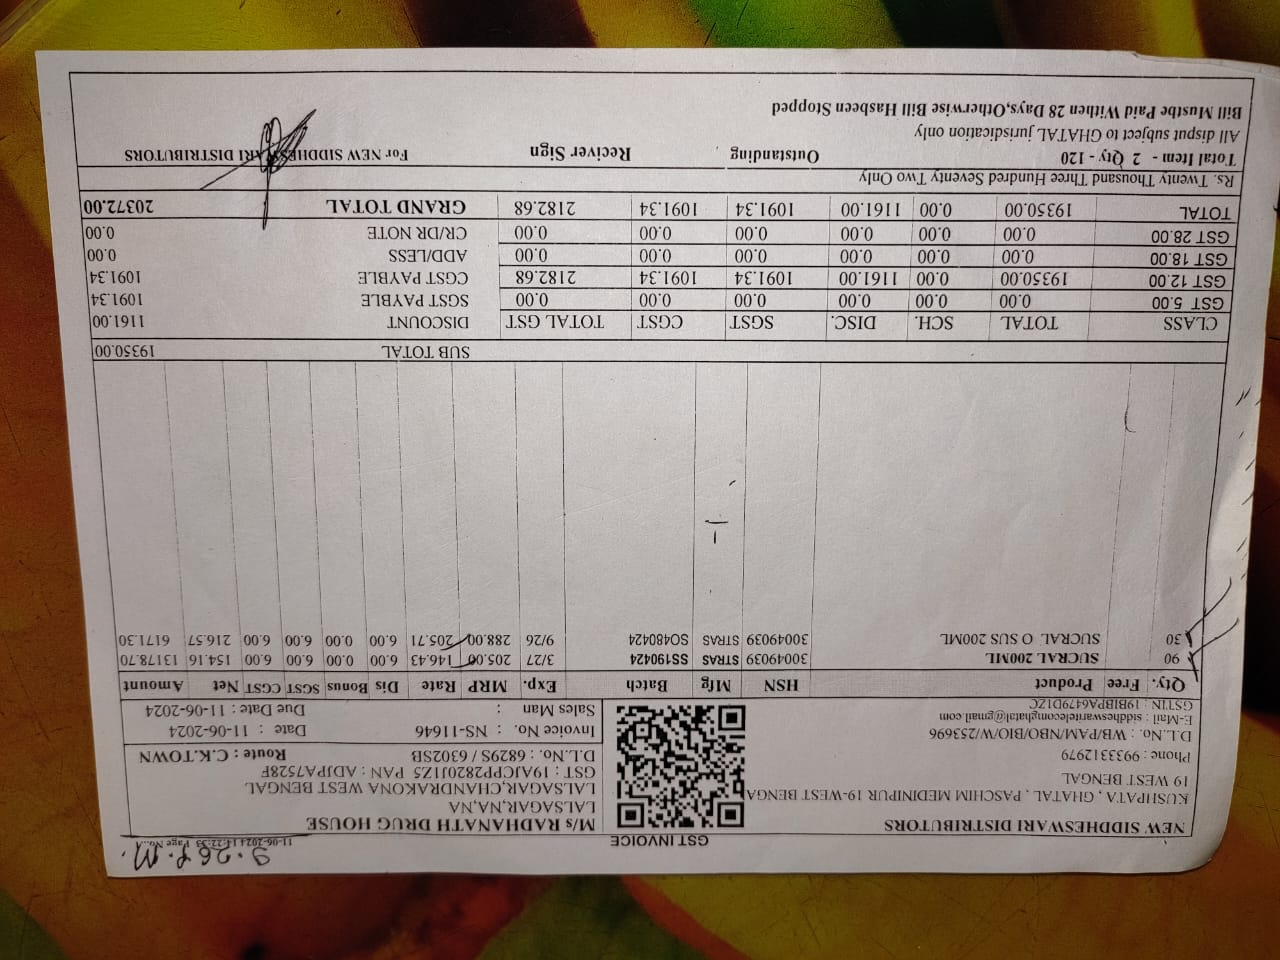 9.26 P.M.
11-06-2024 14:22:33 Page No...
GST INVOICE
NEW SIDDHESWARI DISTRIBUTORS
KUSHPATA , GHATAL , PASCHIM MEDINIPUR 19-WEST BENGA
19 WEST BENGAL
Phone : 9933312979
D.L.No. : WB/PAM/NBO/BIO/W/253696
E-Mail : siddheswaritelecomghatal@gmail.com
GSTIN : 19BIBPA6479D1ZC
M/s RADHANATH DRUG HOUSE
LALSAGAR,NA,NA
LALSAGAR,CHANDRAKONA WEST BENGAL
GST : 19AJCPP2820J1Z5 PAN : ADJPA7528F
D.L.No. : 6829S / 6302SB Route : C.K.TOWN
Invoice No. : NS-11646 Date : 11-06-2024
Sales Man : Due Date : 11-06-2024
Qty. Free Product HSN Mfg Batch Exp. MRP Rate Dis Bonus SGST CGST Net Amount
90 SUCRAL 200ML 30049039 STRAS SS190424 3/27 205.00 146.43 6.00 0.00 6.00 6.00 154.16 13178.70
30 SUCRAL O SUS 200ML 30049039 STRAS SO480424 9/26 288.00 205.71 6.00 0.00 6.00 6.00 216.57 6171.30
SUB TOTAL 19350.00
CLASS TOTAL SCH. DISC. SGST CGST TOTAL GST DISCOUNT 1161.00
GST 5.00 0.00 0.00 0.00 0.00 0.00 0.00 SGST PAYBLE 1091.34
GST 12.00 19350.00 0.00 1161.00 1091.34 1091.34 2182.68 CGST PAYBLE 1091.34
GST 18.00 0.00 0.00 0.00 0.00 0.00 0.00 ADD/LESS 0.00
GST 28.00 0.00 0.00 0.00 0.00 0.00 0.00 CR/DR NOTE 0.00
TOTAL 19350.00 0.00 1161.00 1091.34 1091.34 2182.68 GRAND TOTAL 20372.00
Rs. Twenty Thousand Three Hundred Seventy Two Only
Total Item - 2 Qty - 120 Outstanding Reciver Sign For NEW SIDDHESWARI DISTRIBUTORS
All disput subject to GHATAL jurisdication only
Bill Mustbe Paid Withen 28 Days,Otherwise Bill Hasbeen Stopped